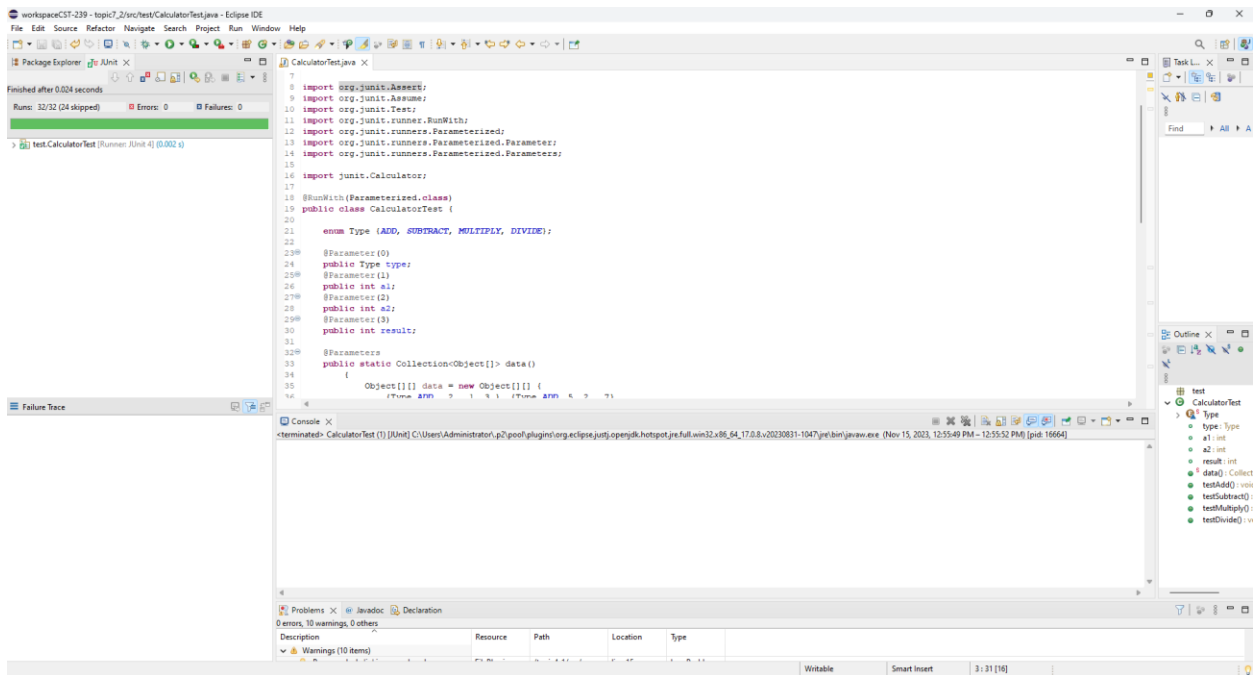 workspaceCST-239 - topic7_2/src/test/CalculatorTest.java - Eclipse IDE
File Edit Source Refactor Navigate Search Project Run Window Help
Package Explorer JUnit
Finished after 0.024 seconds
Runs: 32/32 (24 skipped) Errors: 0 Failures: 0
test.CalculatorTest [Runner: JUnit 4] (0.002 s)
Failure Trace
CalculatorTest.java
7
8 import org.junit.Assert;
9 import org.junit.Assume;
10 import org.junit.Test;
11 import org.junit.runner.RunWith;
12 import org.junit.runners.Parameterized;
13 import org.junit.runners.Parameterized.Parameter;
14 import org.junit.runners.Parameterized.Parameters;
15
16 import junit.Calculator;
17
18 @RunWith(Parameterized.class)
19 public class CalculatorTest {
20
21 enum Type {ADD, SUBTRACT, MULTIPLY, DIVIDE};
22
23 @Parameter(0)
24 public Type type;
25 @Parameter(1)
26 public int a1;
27 @Parameter(2)
28 public int a2;
29 @Parameter(3)
30 public int result;
31
32 @Parameters
33 public static Collection<Object[]> data()
34 {
35 Object[][] data = new Object[][] {
36 {Type ADD 2 1 3 } {Type ADD 5 2 7}
Console
<terminated> CalculatorTest (1) [JUnit] C:\Users\Administrator\.p2\pool\plugins\org.eclipse.justj.openjdk.hotspot.jre.full.win32.x86_64_17.0.8.v20230831-1047\jre\bin\javaw.exe (Nov 15, 2023, 12:55:49 PM – 12:55:52 PM) [pid: 16664]
Problems Javadoc Declaration
0 errors, 10 warnings, 0 others
Description Resource Path Location Type
Warnings (10 items)
Task L...
Find All A
Outline
test
CalculatorTest
Type
type : Type
a1 : int
a2 : int
result : int
data() : Collect
testAdd() : voi
testSubtract() :
testMultiply() :
testDivide() : v
Writable Smart Insert 3 : 31 [16]